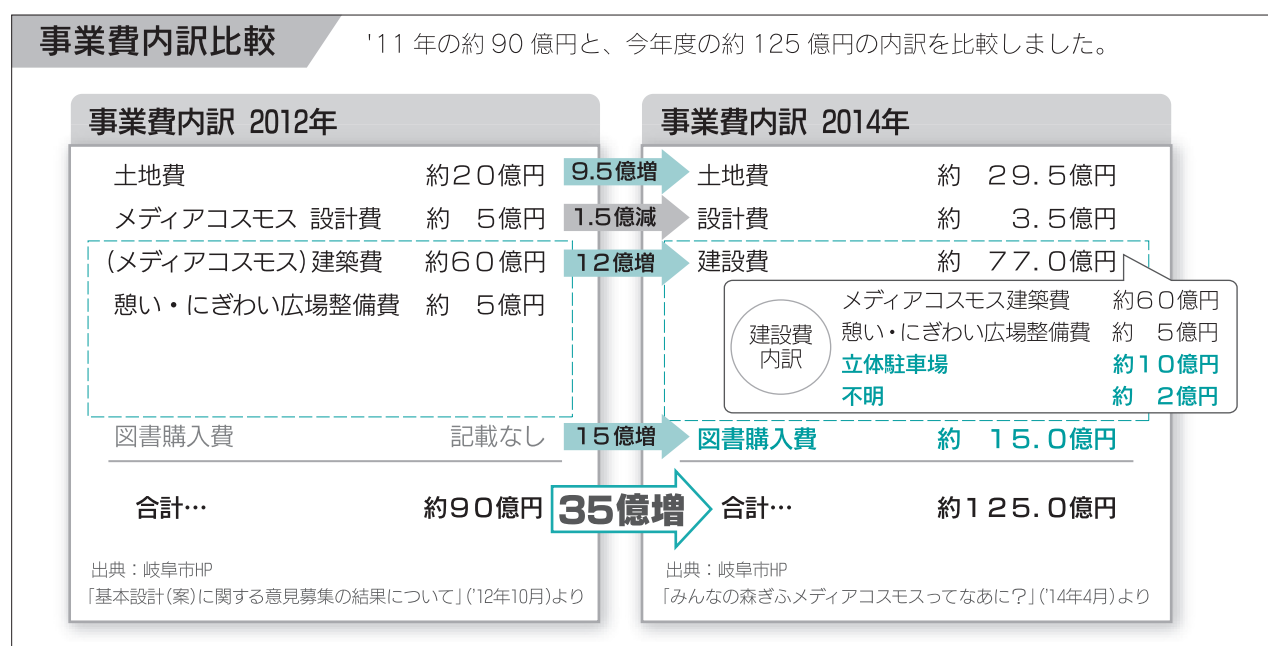 事業費内訳比較
'11年の約90億円と、今年度の約125億円の内訳を比較しました。
事業費内訳 2012年
土地費 約20億円
メディアコスモス 設計費 約 5億円
(メディアコスモス)建築費 約60億円
憩い・にぎわい広場整備費 約 5億円
図書購入費 記載なし
合計… 約90億円
出典：岐阜市HP
「基本設計(案)に関する意見募集の結果について」('12年10月)より
9.5億増
1.5億減
12億増
15億増
35億増
事業費内訳 2014年
土地費 約 29.5億円
設計費 約 3.5億円
建設費 約 77.0億円
建設費
内訳
メディアコスモス建築費 約60億円
憩い・にぎわい広場整備費 約 5億円
立体駐車場 約10億円
不明 約 2億円
図書購入費 約 15.0億円
合計… 約125.0億円
出典：岐阜市HP
「みんなの森ぎふメディアコスモスってなあに？」('14年4月)より